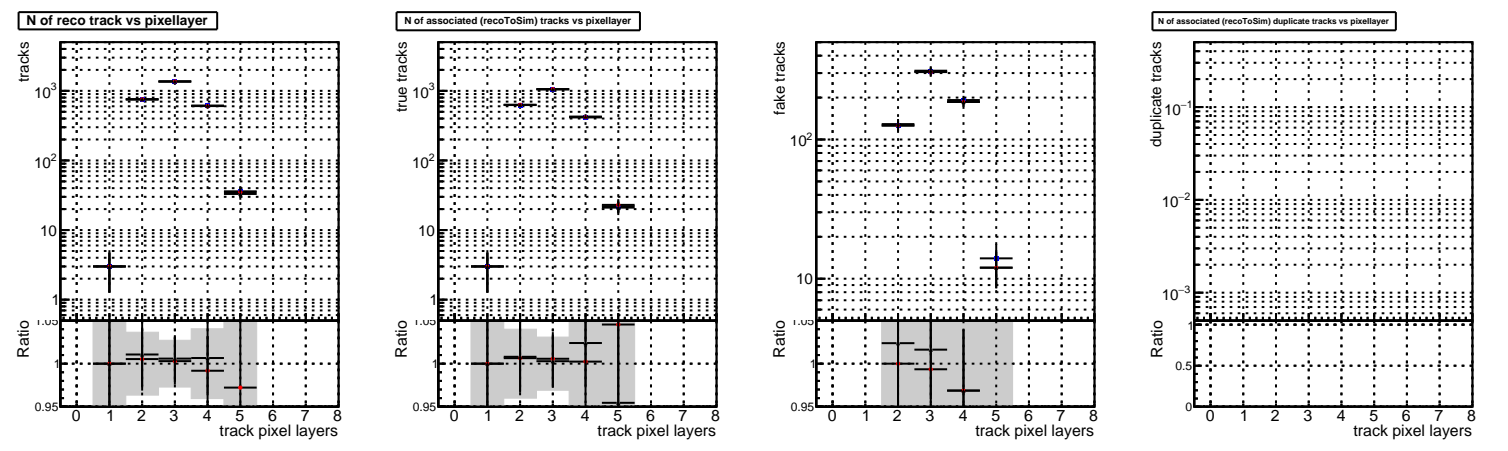 N of reco track vs pixellayer
tracks
10³
10²
10
1
Ratio
1.05
1
0.95
0 1 2 3 4 5 6 7 8
track pixel layers
N of associated (recoToSim) tracks vs pixellayer
true tracks
10³
10²
10
1
Ratio
1.05
1
0.95
0 1 2 3 4 5 6 7 8
track pixel layers
fake tracks
10²
10
Ratio
1.05
1
0.95
0 1 2 3 4 5 6 7 8
track pixel layers
N of associated (recoToSim) duplicate tracks vs pixellayer
duplicate tracks
10⁻¹
10⁻²
10⁻³
Ratio
1
0.5
0
0 1 2 3 4 5 6 7 8
track pixel layers